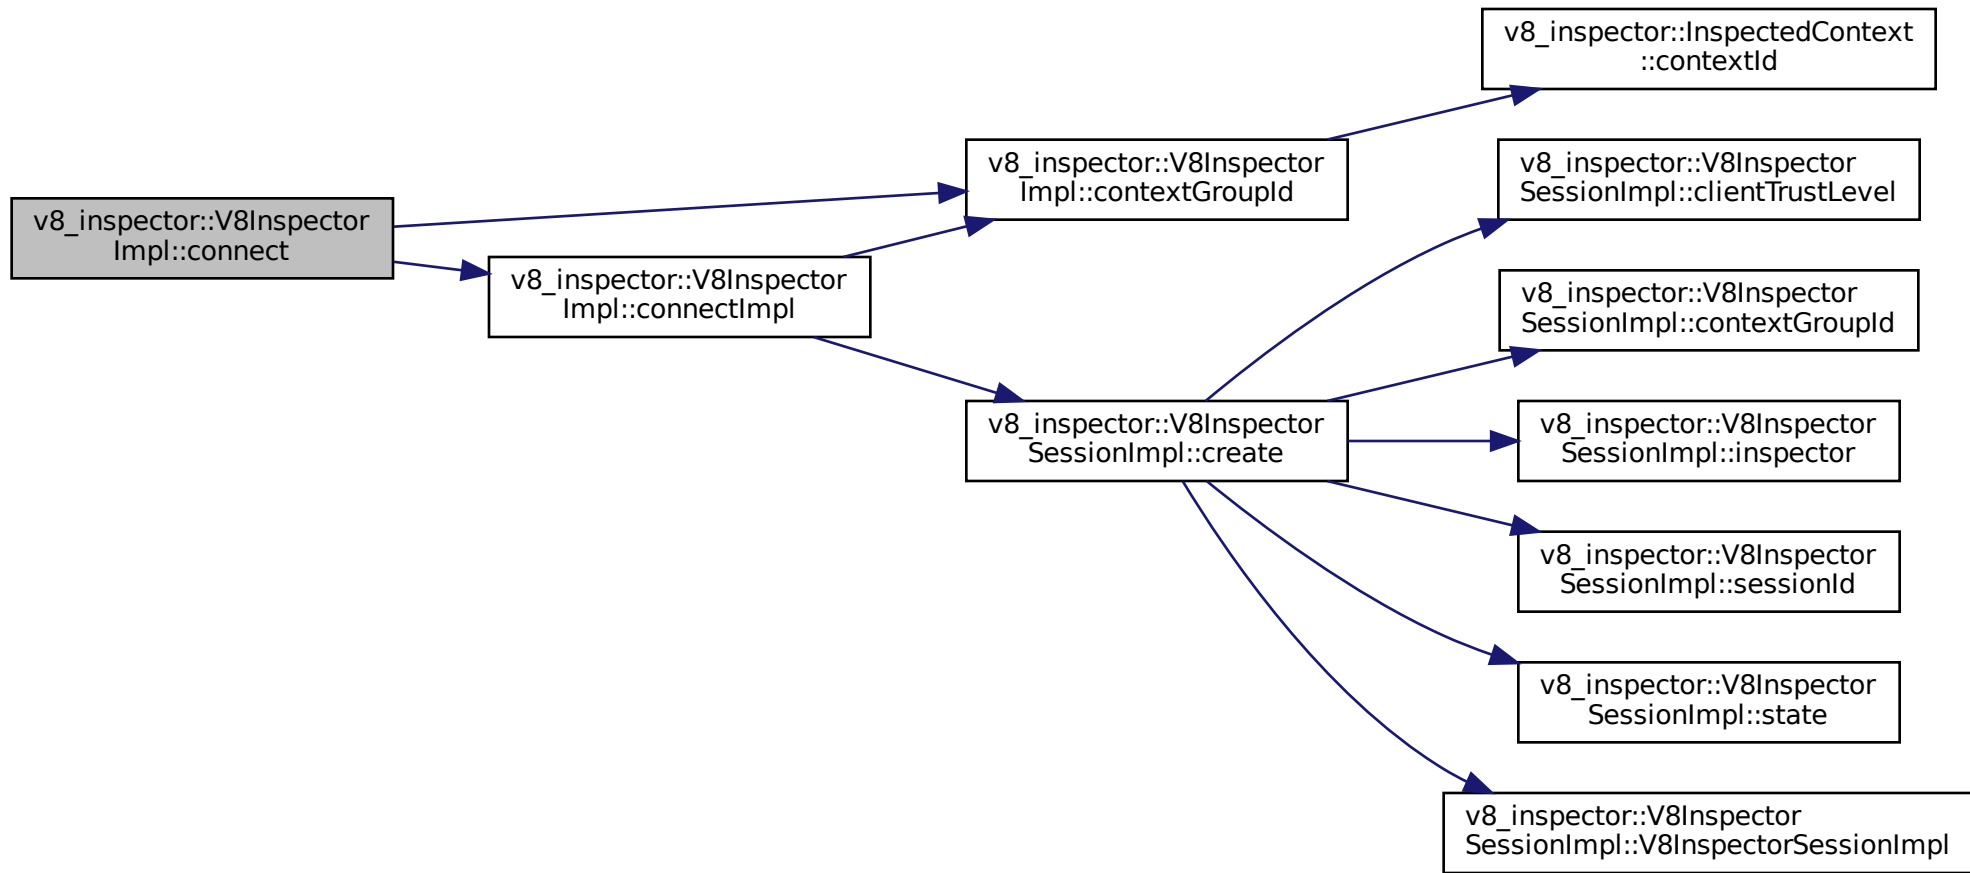 v8_inspector::V8Inspector
Impl::connect
v8_inspector::V8Inspector
Impl::connectImpl
v8_inspector::V8Inspector
Impl::contextGroupId
v8_inspector::V8Inspector
SessionImpl::create
v8_inspector::InspectedContext
::contextId
v8_inspector::V8Inspector
SessionImpl::clientTrustLevel
v8_inspector::V8Inspector
SessionImpl::contextGroupId
v8_inspector::V8Inspector
SessionImpl::inspector
v8_inspector::V8Inspector
SessionImpl::sessionId
v8_inspector::V8Inspector
SessionImpl::state
v8_inspector::V8Inspector
SessionImpl::V8InspectorSessionImpl